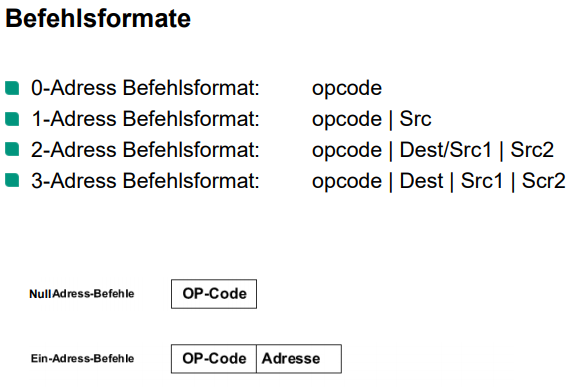 Befehlsformate
0-Adress Befehlsformat: opcode
1-Adress Befehlsformat: opcode | Src
2-Adress Befehlsformat: opcode | Dest/Src1 | Src2
3-Adress Befehlsformat: opcode | Dest | Src1 | Scr2
NullAdress-Befehle OP-Code
Ein-Adress-Befehle OP-Code Adresse